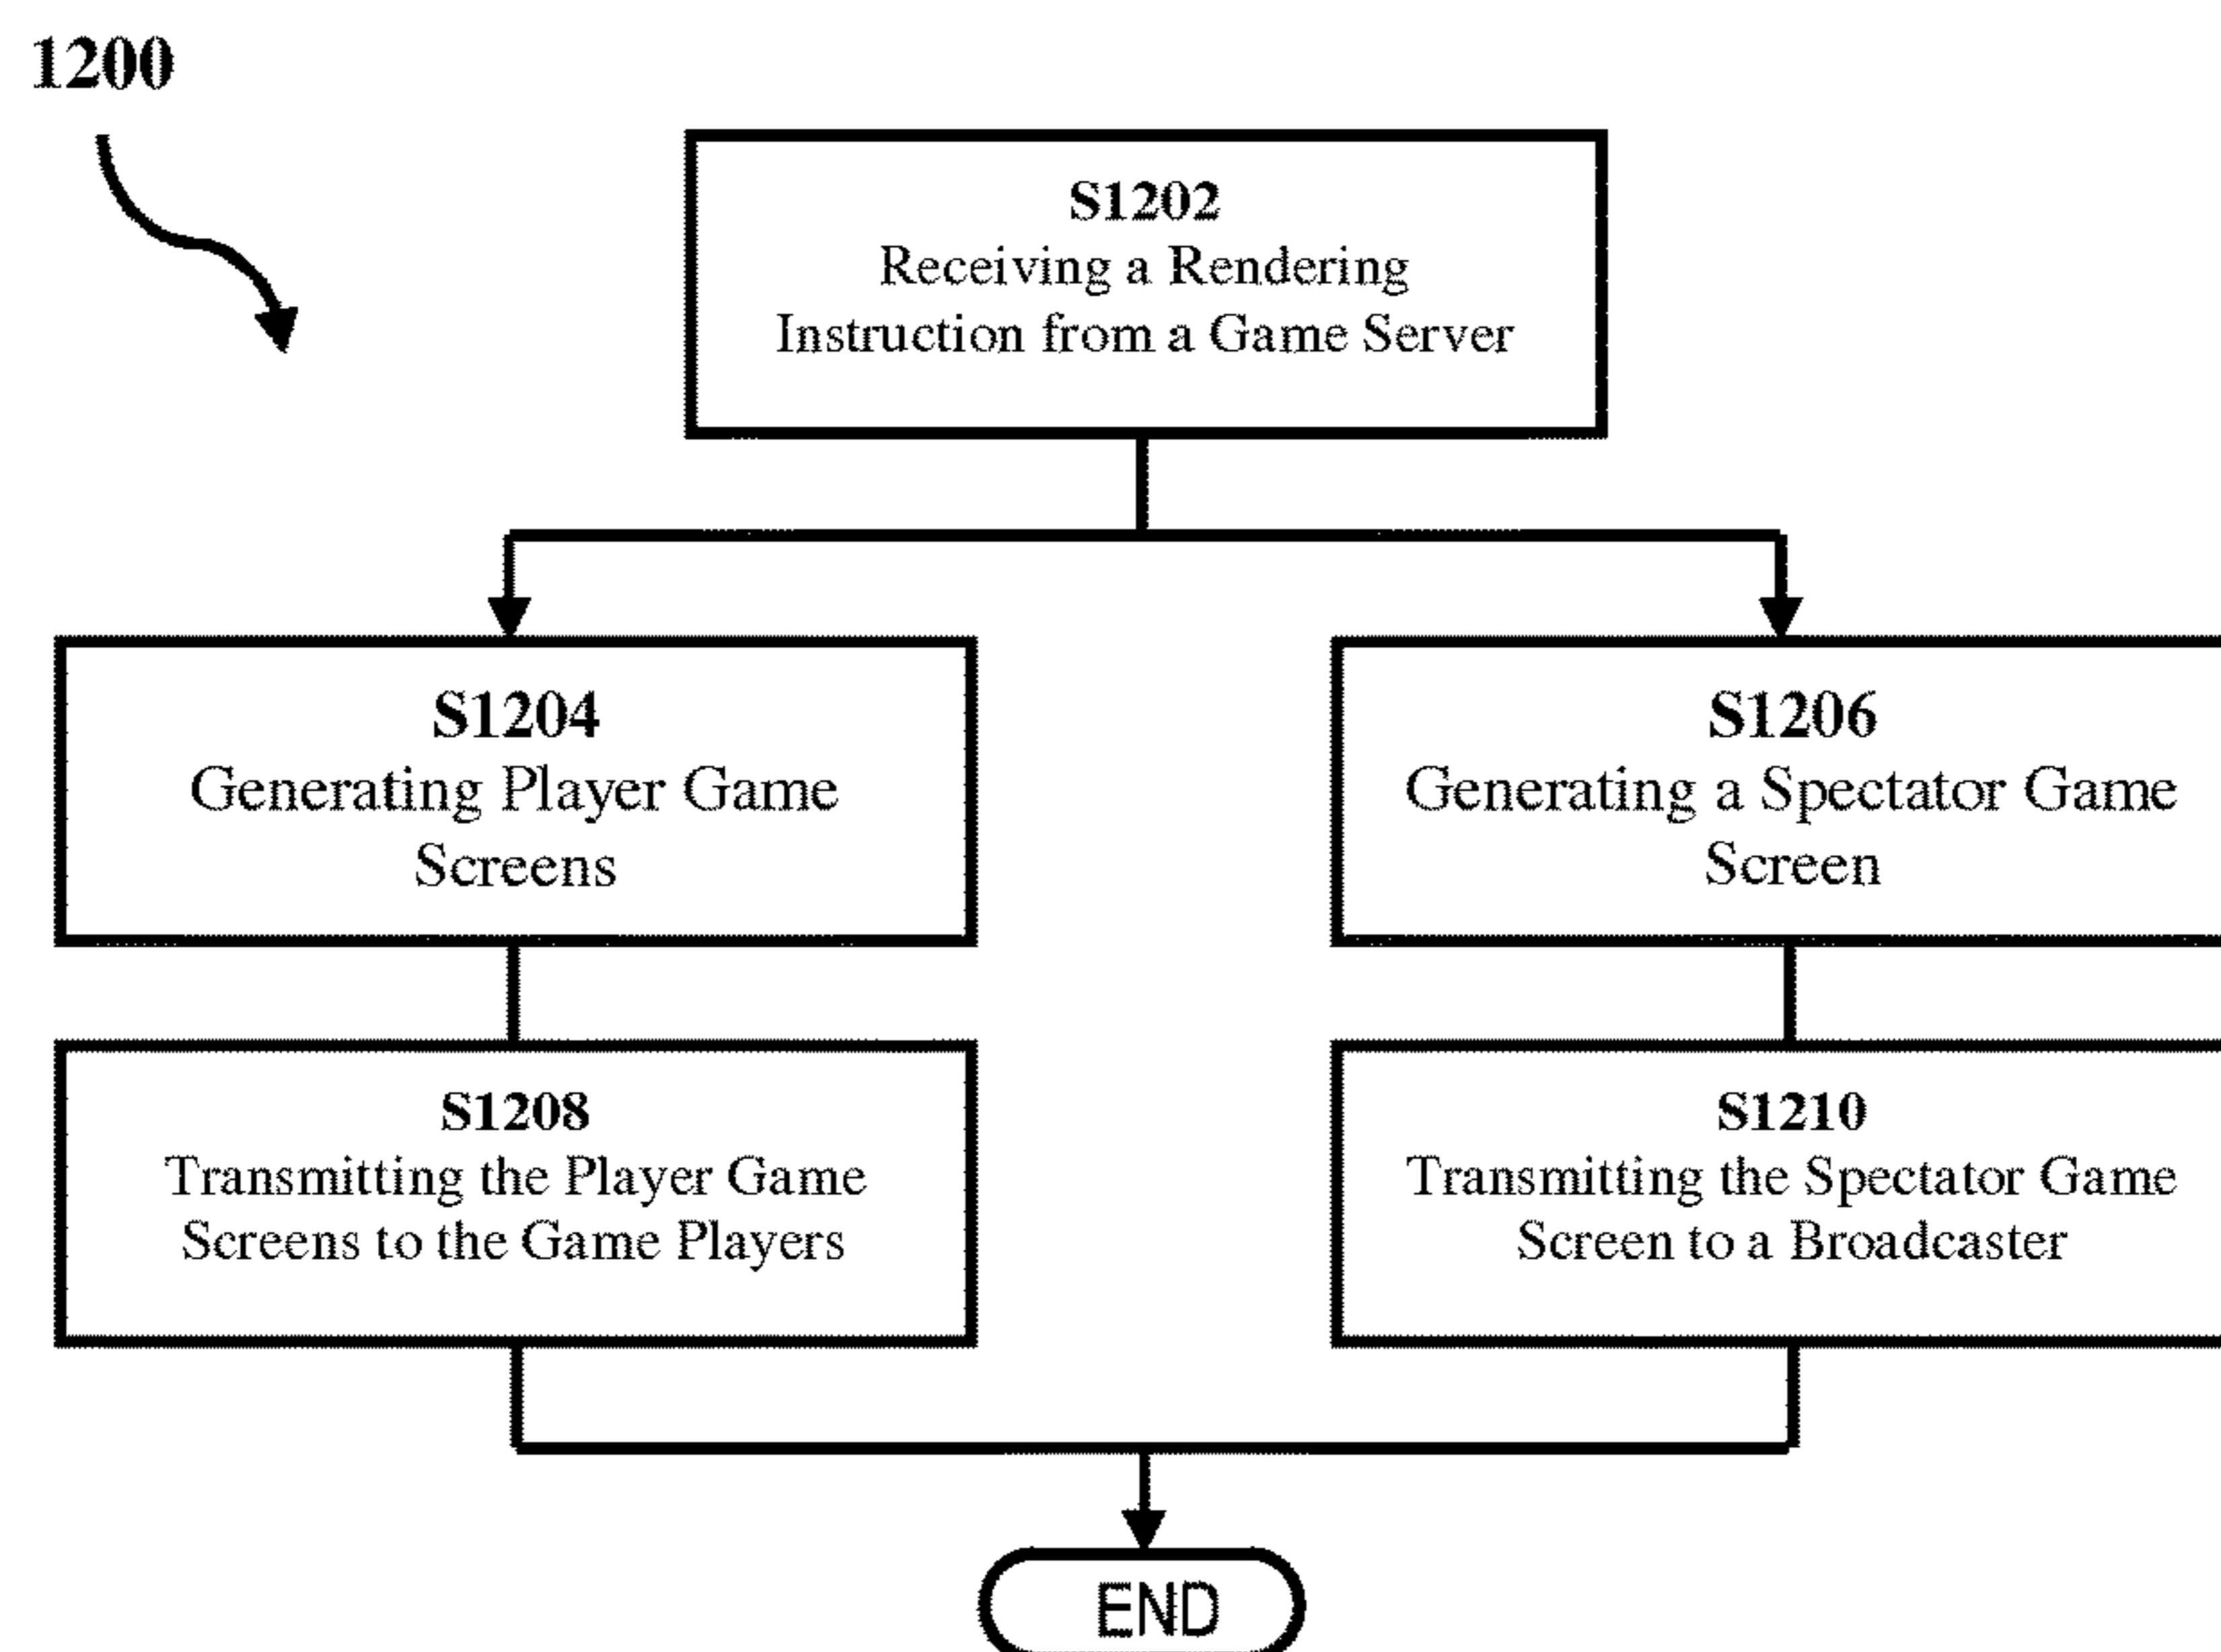 1200
S1202
Receiving a Rendering
Instruction from a Game Server
S1204
Generating Player Game
Screens
S1206
Generating a Spectator Game
Screen
S1208
Transmitting the Player Game
Screens to the Game Players
S1210
Transmitting the Spectator Game
Screen to a Broadcaster
END